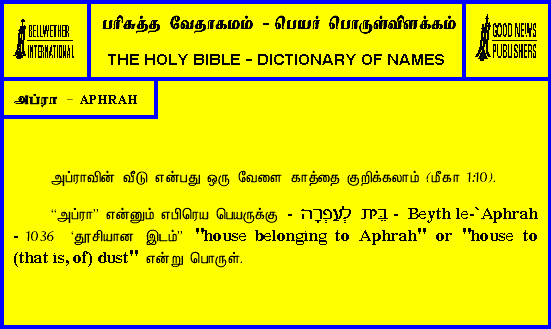 BELLWETHER
INTERNATIONAL
பரிசுத்த வேதாகமம் - பெயர் பொருள்விளக்கம்
THE HOLY BIBLE - DICTIONARY OF NAMES
GOOD NEWS
PUBLISHERS
அப்ரா - APHRAH
அப்ராவின் வீடு என்பது ஒரு வேளை காத்தை குறிக்கலாம் (மீகா 1:10).
“அப்ரா” என்னும் எபிரெய பெயருக்கு - בֵּית לְעַפְרָה - Beyth le-`Aphrah
- 1036 ‘தூசியான இடம்” "house belonging to Aphrah" or "house to
(that is, of) dust" என்று பொருள்.